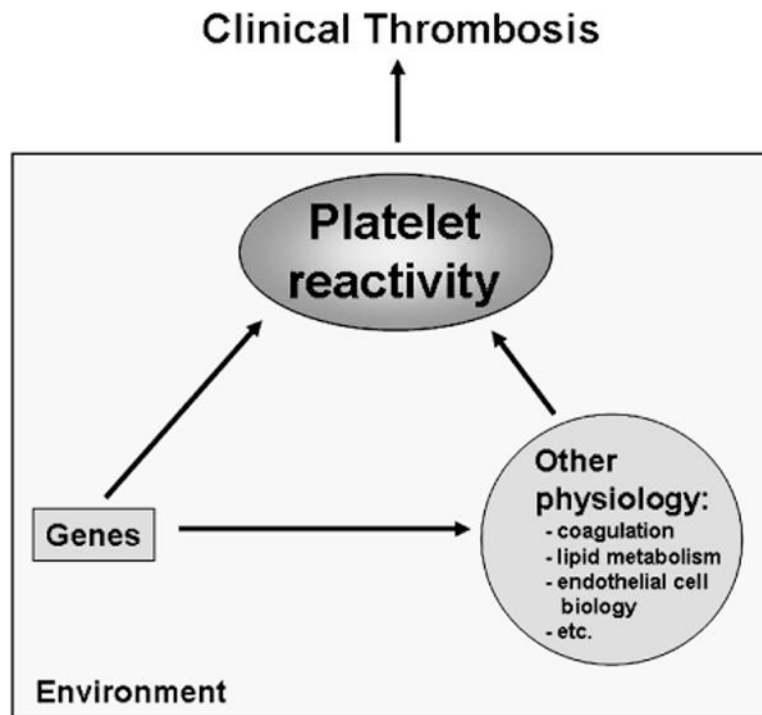 Clinical Thrombosis
Platelet
reactivity
Genes
Other
physiology:
- coagulation
- lipid metabolism
- endothelial cell
biology
- etc.
Environment